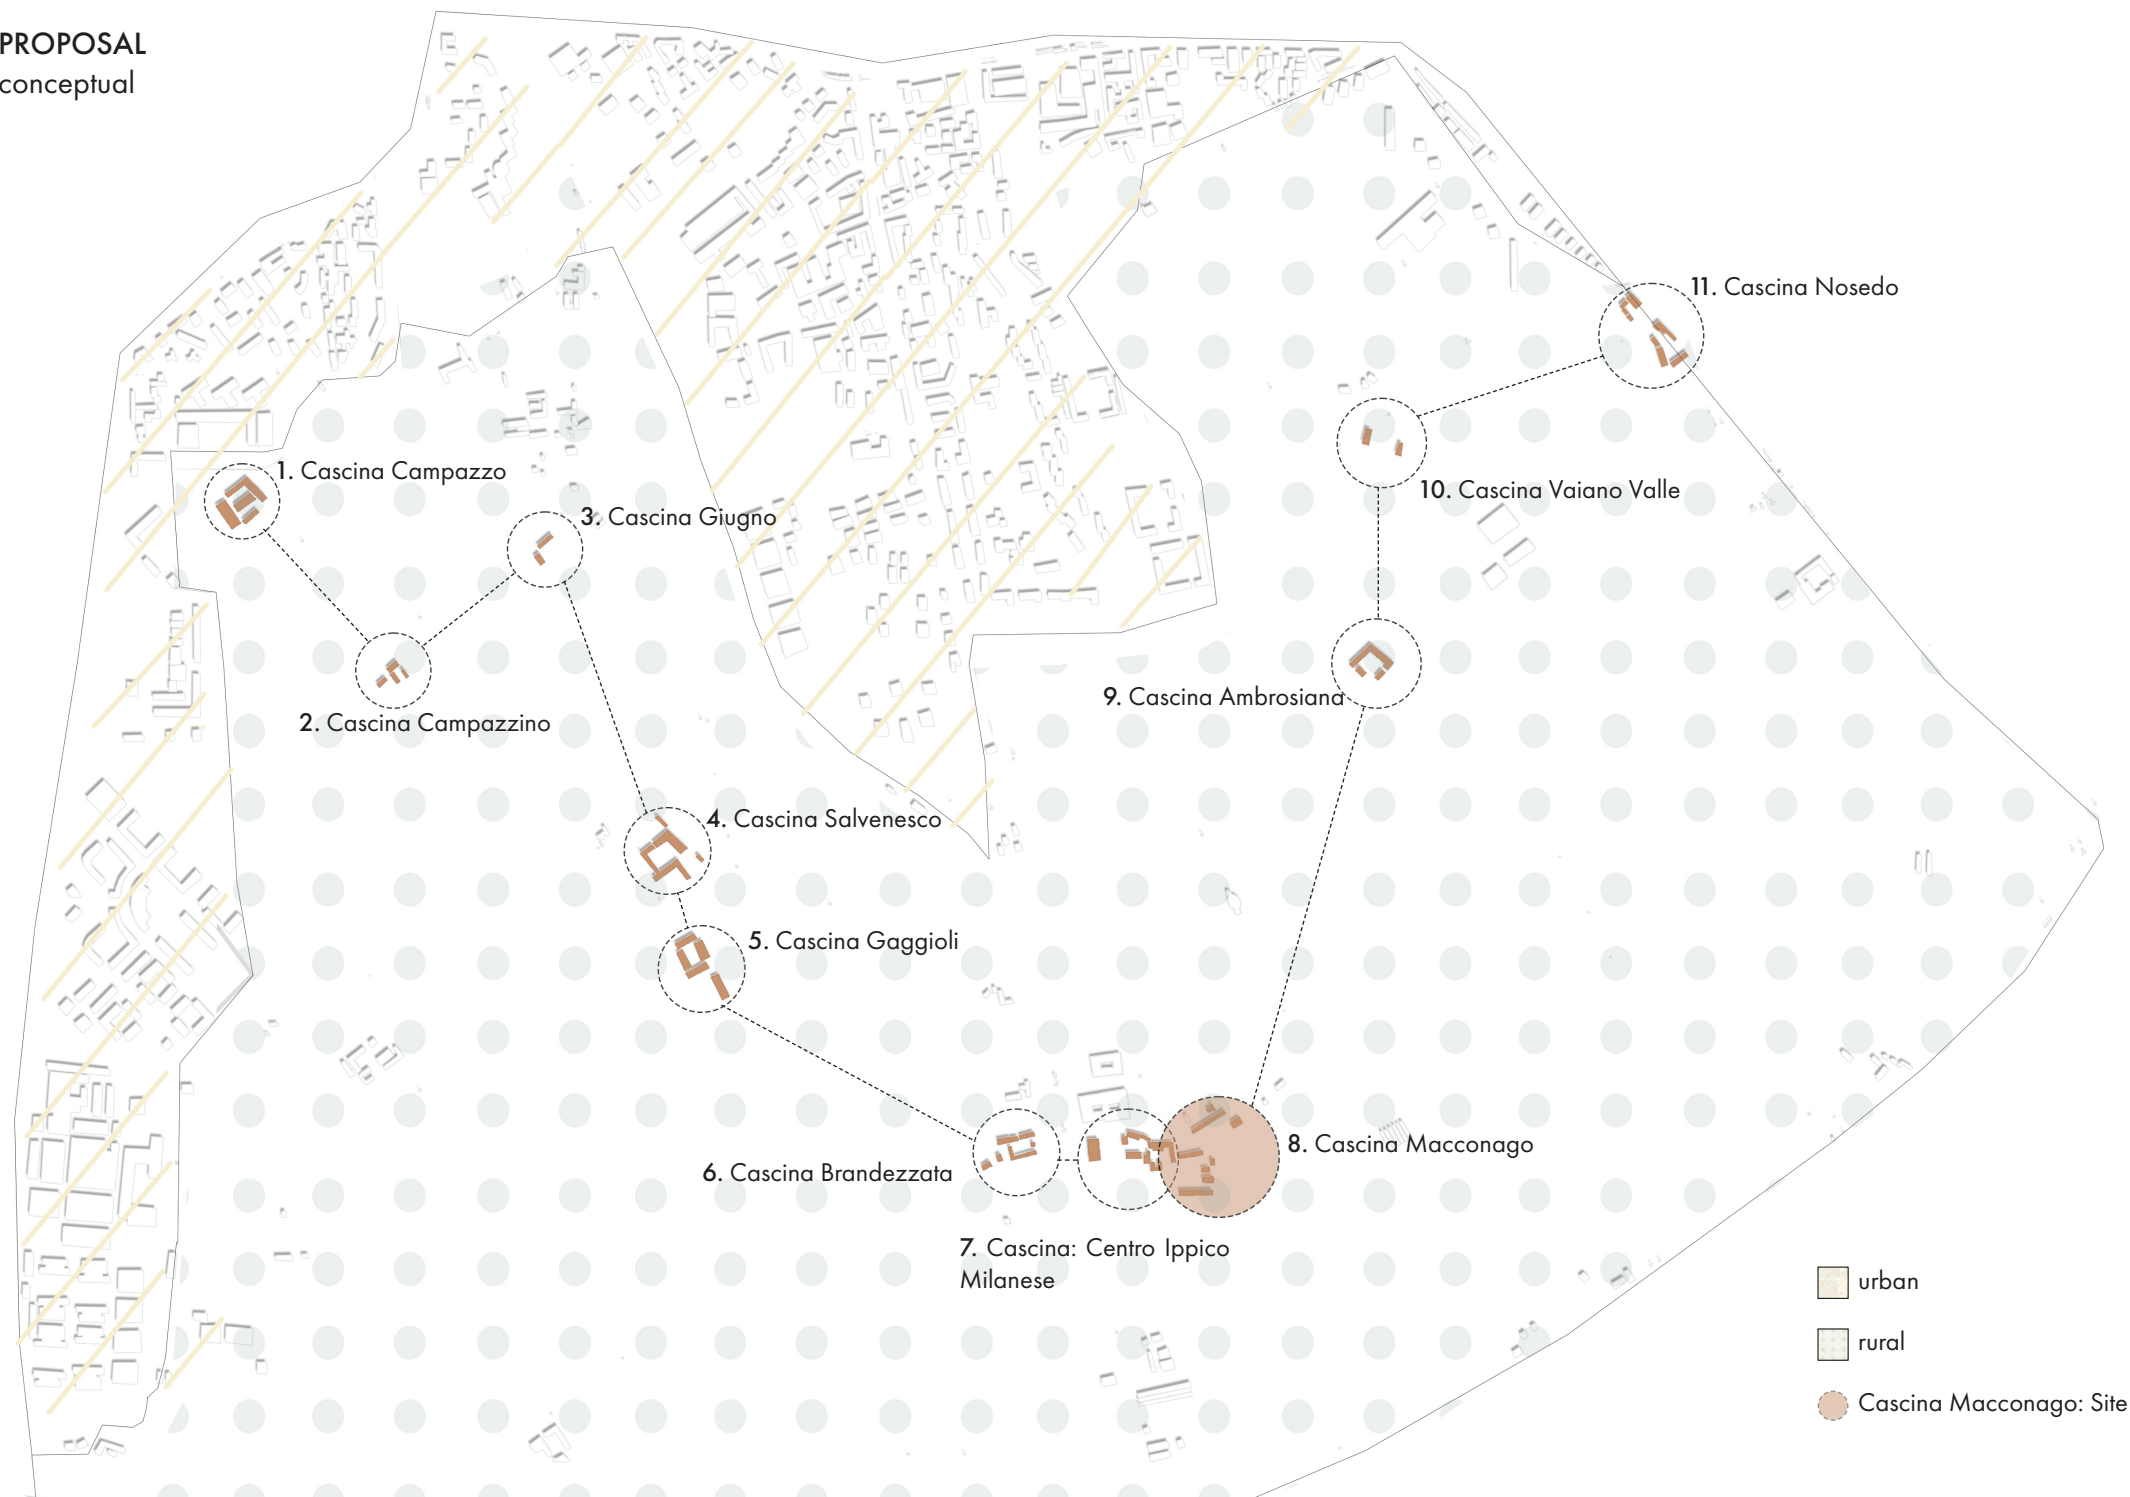 PROPOSAL
conceptual
11. Cascina Nosedo
1. Cascina Campazzo
10. Cascina Vaiano Valle
3. Cascina Giugno
9. Cascina Ambrosiana
2. Cascina Campazzino
4. Cascina Salvenesco
5. Cascina Gaggioli
8. Cascina Macconago
6. Cascina Brandezzata
7. Cascina: Centro Ippico
Milanese
urban
rural
Cascina Macconago: Site